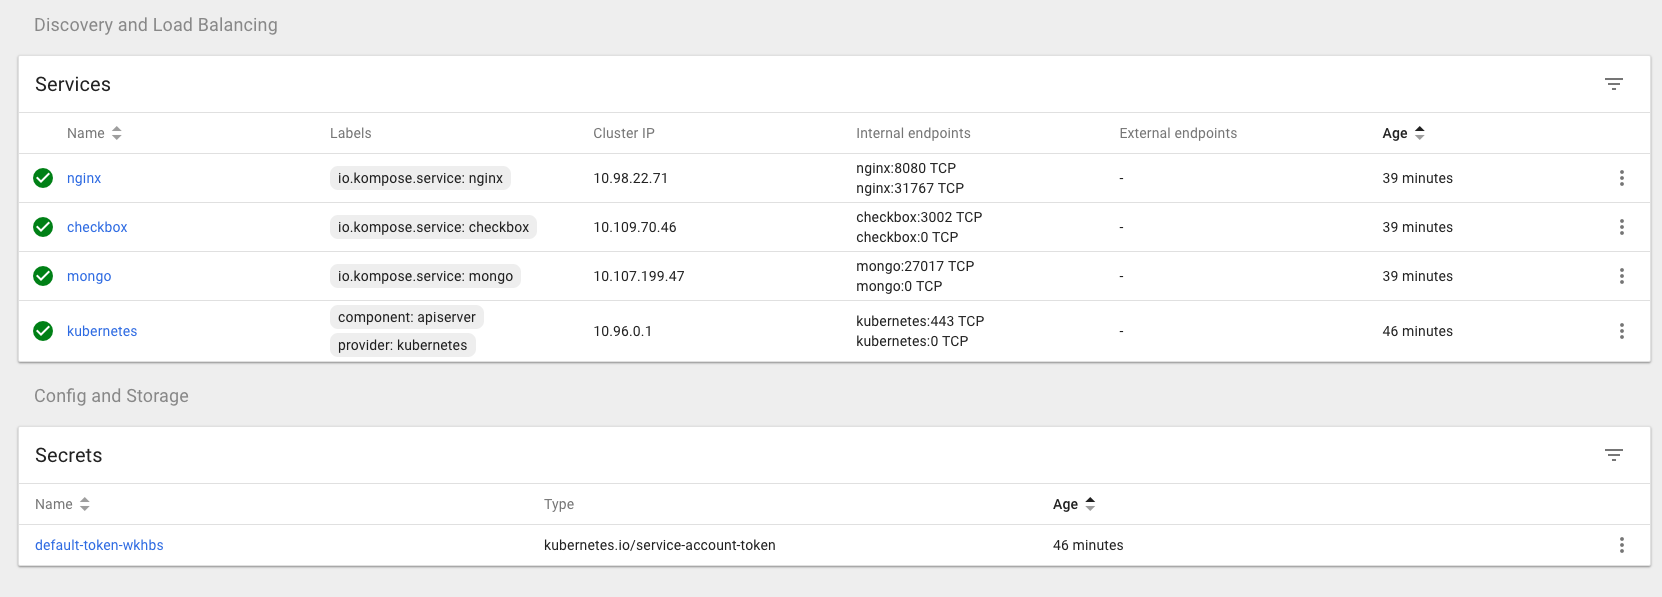 Discovery and Load Balancing
Services
Name Labels Cluster IP Internal endpoints External endpoints Age
nginx io.kompose.service: nginx 10.98.22.71 nginx:8080 TCP - 39 minutes
nginx:31767 TCP
checkbox io.kompose.service: checkbox 10.109.70.46 checkbox:3002 TCP - 39 minutes
checkbox:0 TCP
mongo io.kompose.service: mongo 10.107.199.47 mongo:27017 TCP - 39 minutes
mongo:0 TCP
kubernetes component: apiserver 10.96.0.1 kubernetes:443 TCP - 46 minutes
provider: kubernetes kubernetes:0 TCP
Config and Storage
Secrets
Name Type Age
default-token-wkhbs kubernetes.io/service-account-token 46 minutes